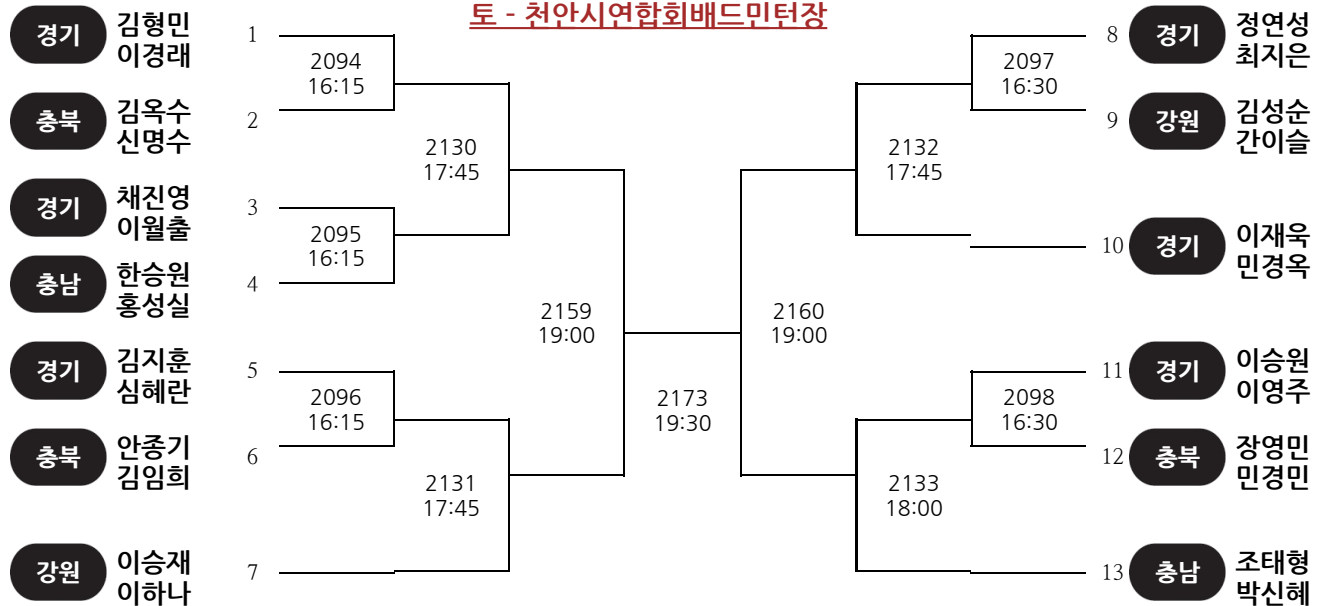 토 - 천안시연합회배드민턴장
경기
김형민
이경래
1
2094
16:15
충북
김옥수
신명수
2
2130
17:45
경기
채진영
이월출
3
2095
16:15
충남
한승원
홍성실
4
2159
19:00
경기
김지훈
심혜란
5
2096
16:15
충북
안종기
김임희
6
2131
17:45
강원
이승재
이하나
7
2173
19:30
8
경기
정연성
최지은
2097
16:30
9
강원
김성순
간이슬
2132
17:45
10
경기
이재욱
민경옥
2160
19:00
11
경기
이승원
이영주
2098
16:30
12
충북
장영민
민경민
2133
18:00
13
충남
조태형
박신혜